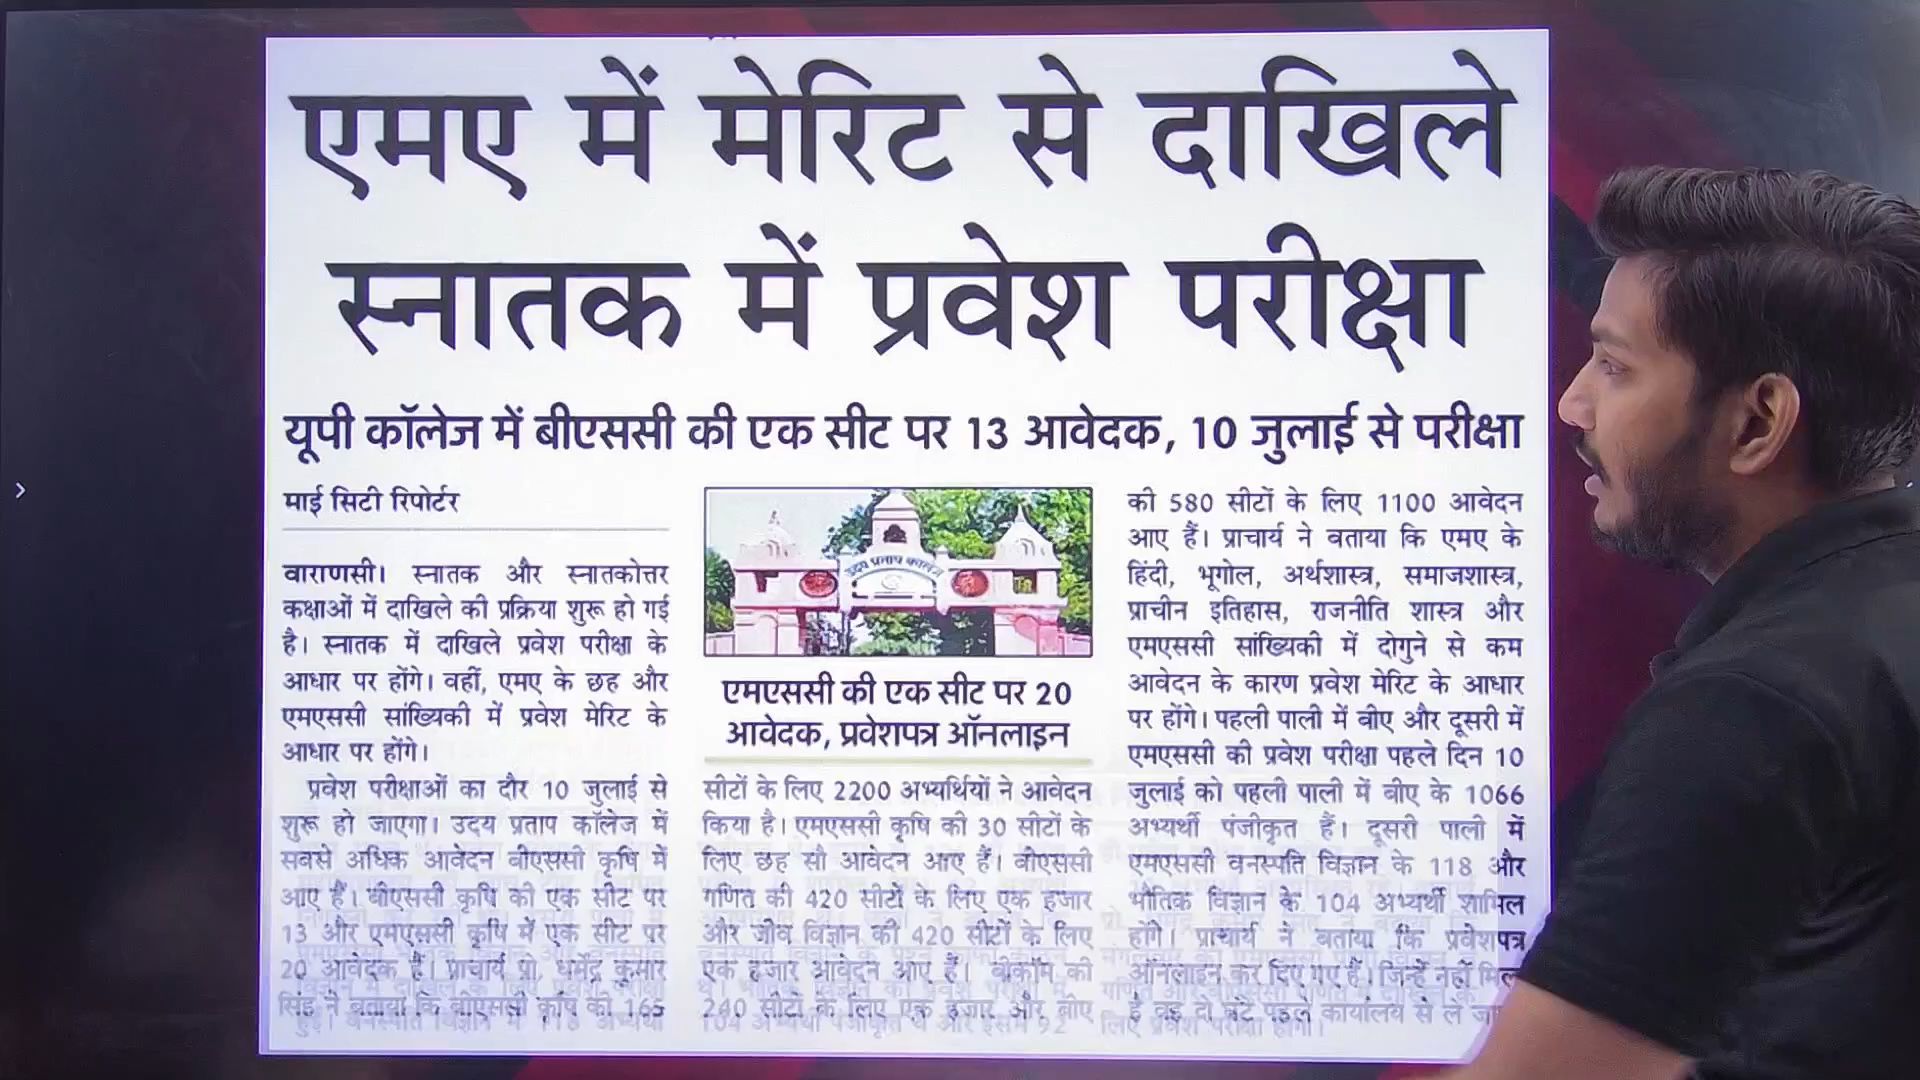 एमए में मेरिट से दाखिले
स्नातक में प्रवेश परीक्षा
यूपी कॉलेज में बीएससी की एक सीट पर 13 आवेदक, 10 जुलाई से परीक्षा
माई सिटी रिपोर्टर
वाराणसी। स्नातक और स्नातकोत्तर
कक्षाओं में दाखिले की प्रक्रिया शुरू हो गई
है। स्नातक में दाखिले प्रवेश परीक्षा के
आधार पर होंगे। वहीं, एमए के छह और
एमएससी सांख्यिकी में प्रवेश मेरिट के
आधार पर होंगे।
प्रवेश परीक्षाओं का दौर 10 जुलाई से
शुरू हो जाएगा। उदय प्रताप कॉलेज में
सबसे अधिक आवेदन बीएससी कृषि में
आए हैं। बीएससी कृषि की एक सीट पर
13 और एमएससी कृषि में एक सीट पर
20 आवेदक हैं। प्राचार्य प्रो. धर्मेंद्र कुमार
सिंह ने बताया कि बीएससी कृषि की 165
उदय प्रताप कालेज
एमएससी की एक सीट पर 20
आवेदक, प्रवेशपत्र ऑनलाइन
सीटों के लिए 2200 अभ्यर्थियों ने आवेदन
किया है। एमएससी कृषि की 30 सीटों के
लिए छह सौ आवेदन आए हैं। बीएससी
गणित की 420 सीटों के लिए एक हजार
और जीव विज्ञान की 420 सीटों के लिए
एक हजार आवेदन आए हैं। बीकॉम की
240 सीटों के लिए एक हजार और बीए
की 580 सीटों के लिए 1100 आवेदन
आए हैं। प्राचार्य ने बताया कि एमए के
हिंदी, भूगोल, अर्थशास्त्र, समाजशास्त्र,
प्राचीन इतिहास, राजनीति शास्त्र और
एमएससी सांख्यिकी में दोगुने से कम
आवेदन के कारण प्रवेश मेरिट के आधार
पर होंगे। पहली पाली में बीए और दूसरी में
एमएससी की प्रवेश परीक्षा पहले दिन 10
जुलाई को पहली पाली में बीए के 1066
अभ्यर्थी पंजीकृत हैं। दूसरी पाली में
एमएससी वनस्पति विज्ञान के 118 और
भौतिक विज्ञान के 104 अभ्यर्थी शामिल
होंगे। प्राचार्य ने बताया कि प्रवेशपत्र
ऑनलाइन कर दिए गए हैं। जिन्हें नहीं मिल
है वह दो घंटे पहले कार्यालय से ले